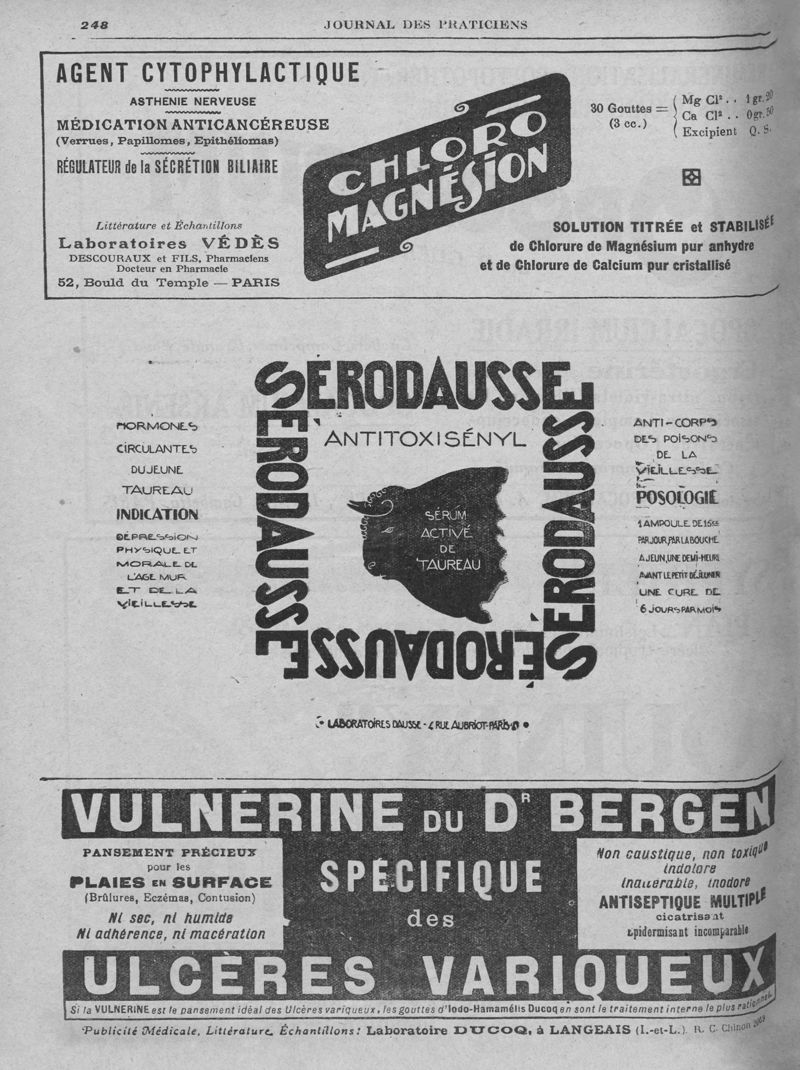 248
JOURNAL DES PRATICIENS
AGENT CYTOPHYLACTIQUE
ASTHENIE NERVEUSE
MÉDICATION ANTICANCÉREUSE
(Verrues, Papillomes, Epithéliomas)
RÉGULATEUR de la SÉCRÉTION BILIAIRE
Littérature et Échantillons
Laboratoires VÉDÈS
DESCOURAUX et FILS, Pharmaciens
Docteur en Pharmacie
52, Bould du Temple — PARIS
CHLORO
MAGNÉSION
30 Gouttes =
(3 cc.)
Mg Cl² . . 1 gr. 20
Ca Cl² . . 0 gr. 50
Excipient Q. S.
SOLUTION TITRÉE et STABILISÉE
de Chlorure de Magnésium pur anhydre
et de Chlorure de Calcium pur cristallisé
HORMONES
CIRCULANTES
DU JEUNE
TAUREAU
INDICATION
DÉPRESSION
PHYSIQUE ET
MORALE DE
L'AGE MUR
ET DE LA
VIEILLESSE
SÉRODAUSSE
SÉRODAUSSE
SÉRODAUSSE
SÉRODAUSSE
ANTITOXISÉNYL
SÉRUM
ACTIVÉ
DE
TAUREAU
ANTI-CORPS
DES POISONS
DE LA
VIEILLESSE
POSOLOGIE
1 AMPOULE DE
PAR JOUR, PAR LA BOUCHE
A JEUN, UNE DEMI-HEURE
AVANT LE PETIT DÉJEUNER
UNE CURE DE
6 JOURS PAR MOIS
LABORATOIRES DAUSSE - 4 RUE AUBRIOT-PARIS
VULNÉRINE DU Dʳ BERGEN
PANSEMENT PRÉCIEUX
pour les
PLAIES EN SURFACE
(Brûlures, Eczémas, Contusion)
Ni sec, ni humide
Ni adhérence, ni macération
SPÉCIFIQUE
des
Non caustique, non toxique
indolore
inaltérable, inodore
ANTISEPTIQUE MULTIPLE
cicatrisant
épidermisant incomparable
ULCÈRES VARIQUEUX
Si la VULNERINE est le pansement idéal des Ulcères variqueux, les gouttes d'Iodo-Hamamélis Ducoq en sont le traitement interne le plus rationnel.
Publicité Médicale, Littérature, Échantillons : Laboratoire DUCOQ, à LANGEAIS (I.-et-L.). R. C. Chinon